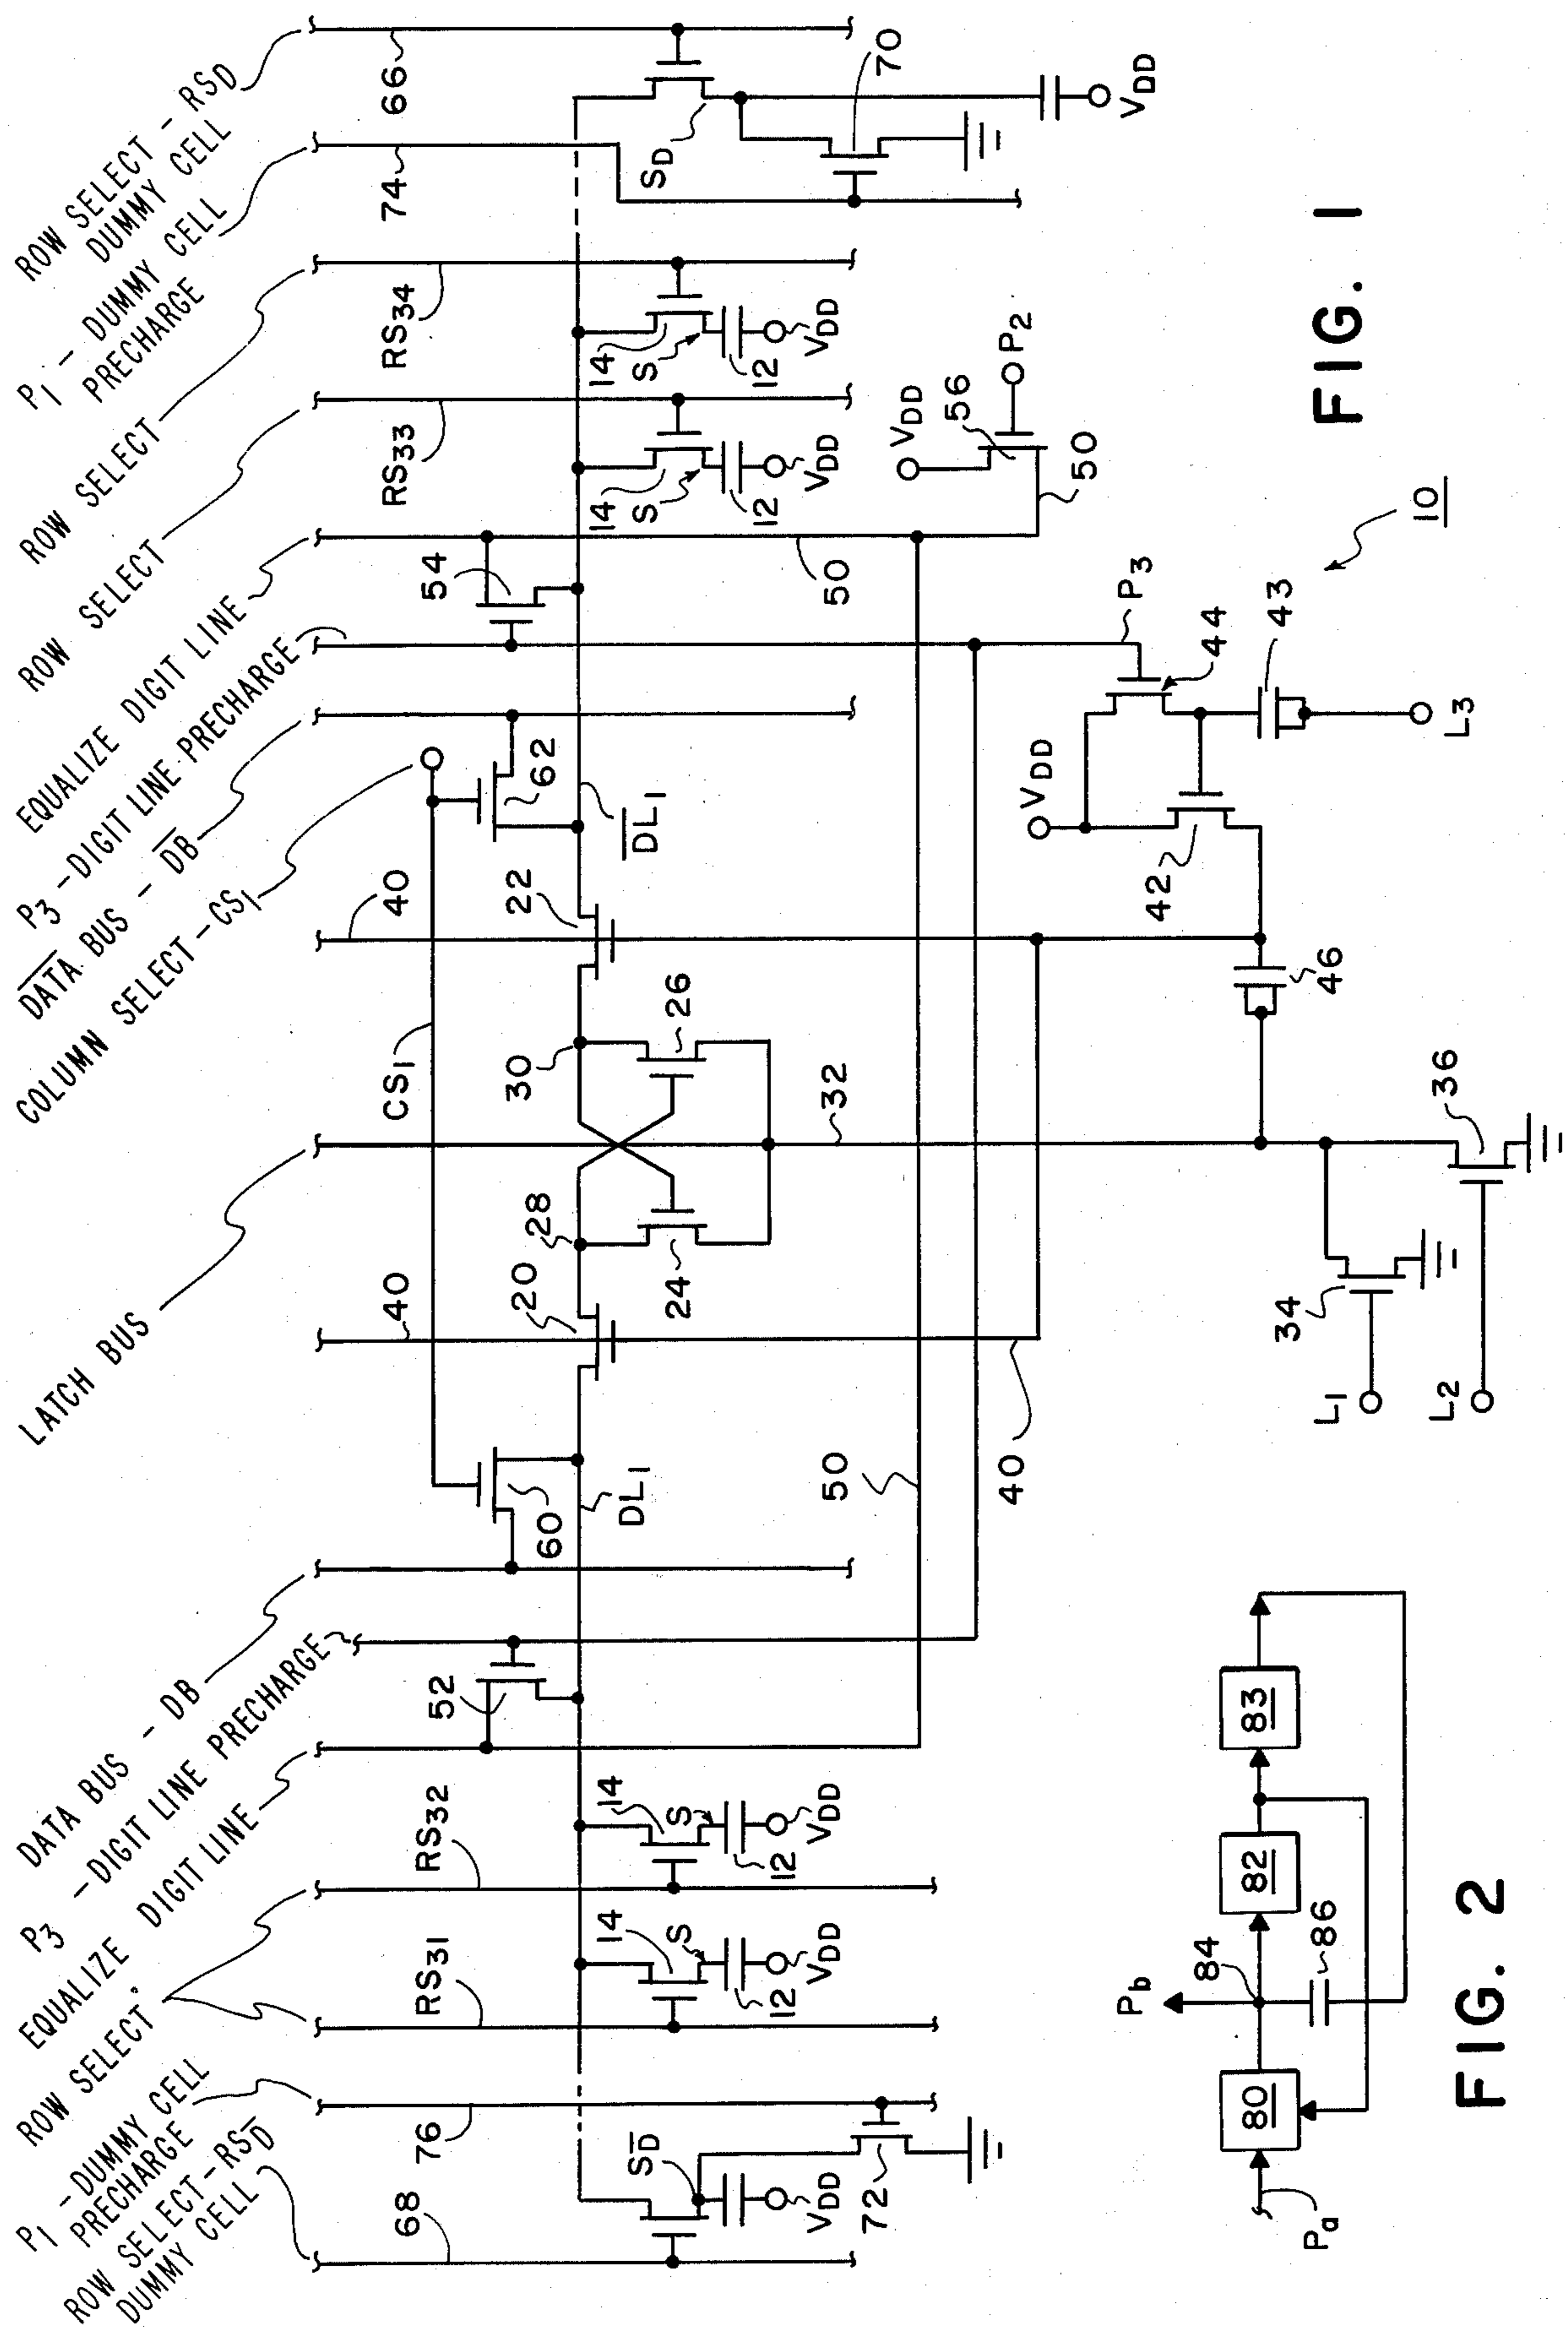 ROW SELECT - RSD
DUMMY CELL
P1 - DUMMY CELL
PRECHARGE
ROW SELECT
ROW SELECT
EQUALIZE DIGIT LINE
P3 - DIGIT LINE PRECHARGE
D̅A̅T̅A̅ BUS - D̅B̅
COLUMN SELECT - CS1
LATCH BUS
DATA BUS - DB
P3 - DIGIT LINE PRECHARGE
EQUALIZE DIGIT LINE
ROW SELECT
P1 - DUMMY CELL
PRECHARGE
ROW SELECT - RSD̅
DUMMY CELL
68
76
RS31
RS32
CS1
40
40
RS33
RS34
74
66
SD̅
VDD
72
14
S
12
VDD
14
S
12
VDD
52
60
DL1
20
28
24
30
26
22
62
D̅L̅1
54
14
S
12
VDD
14
S
12
VDD
SD
70
VDD
50
40
32
50
50
VDD
56
P2
VDD
42
P3
44
43
L3
46
34
36
L1
L2
10
FIG. 1
Pa
80
84
Pb
86
82
83
FIG. 2